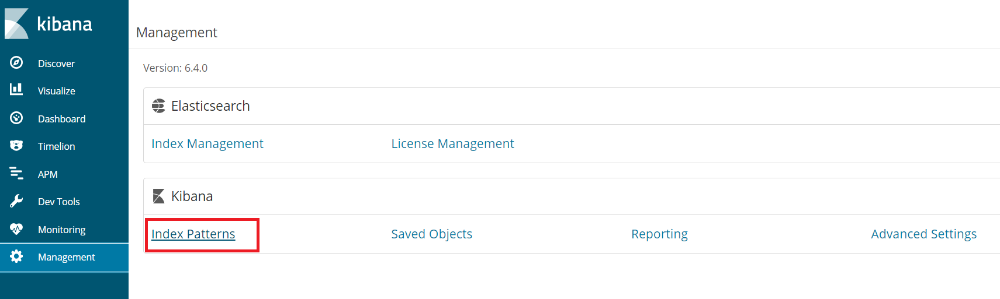 kibana
Discover
Visualize
Dashboard
Timelion
APM
Dev Tools
Monitoring
Management
Management
Version: 6.4.0
Elasticsearch
Index Management License Management
Kibana
Index Patterns Saved Objects Reporting Advanced Settings